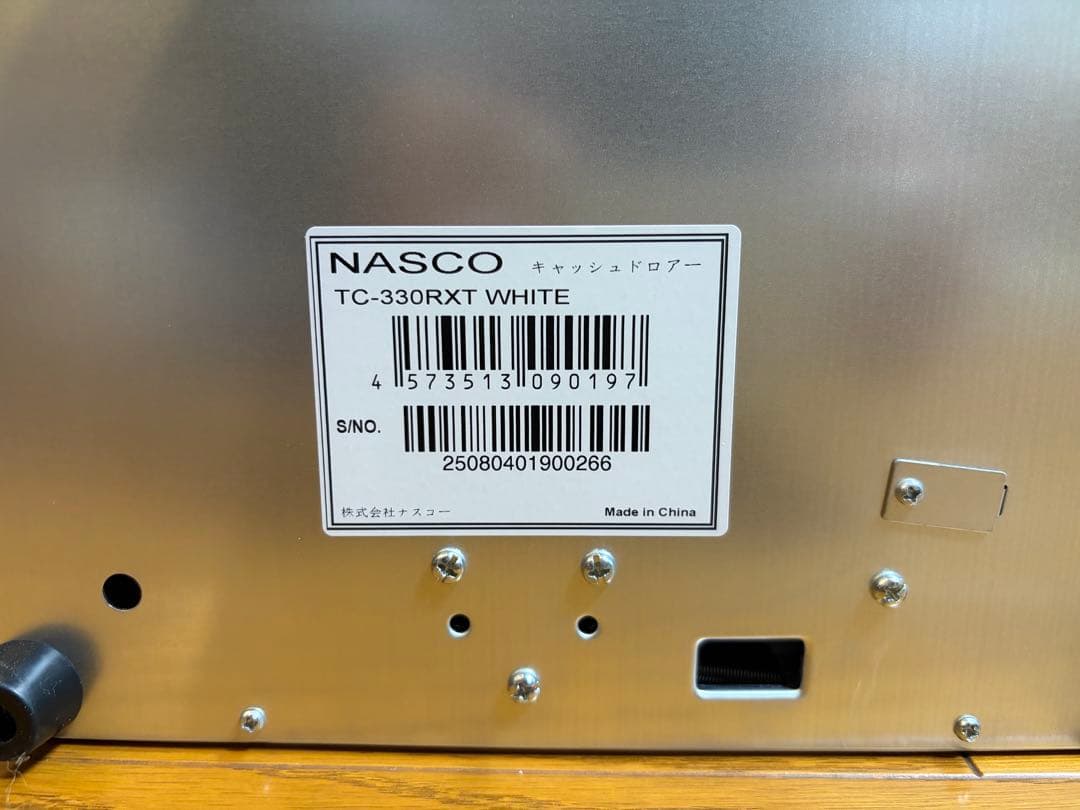 NASCO キャッシュドロアー
TC-330RXT WHITE
4 573513 090197
S/NO.
25080401900266
株式会社ナスコー Made in China